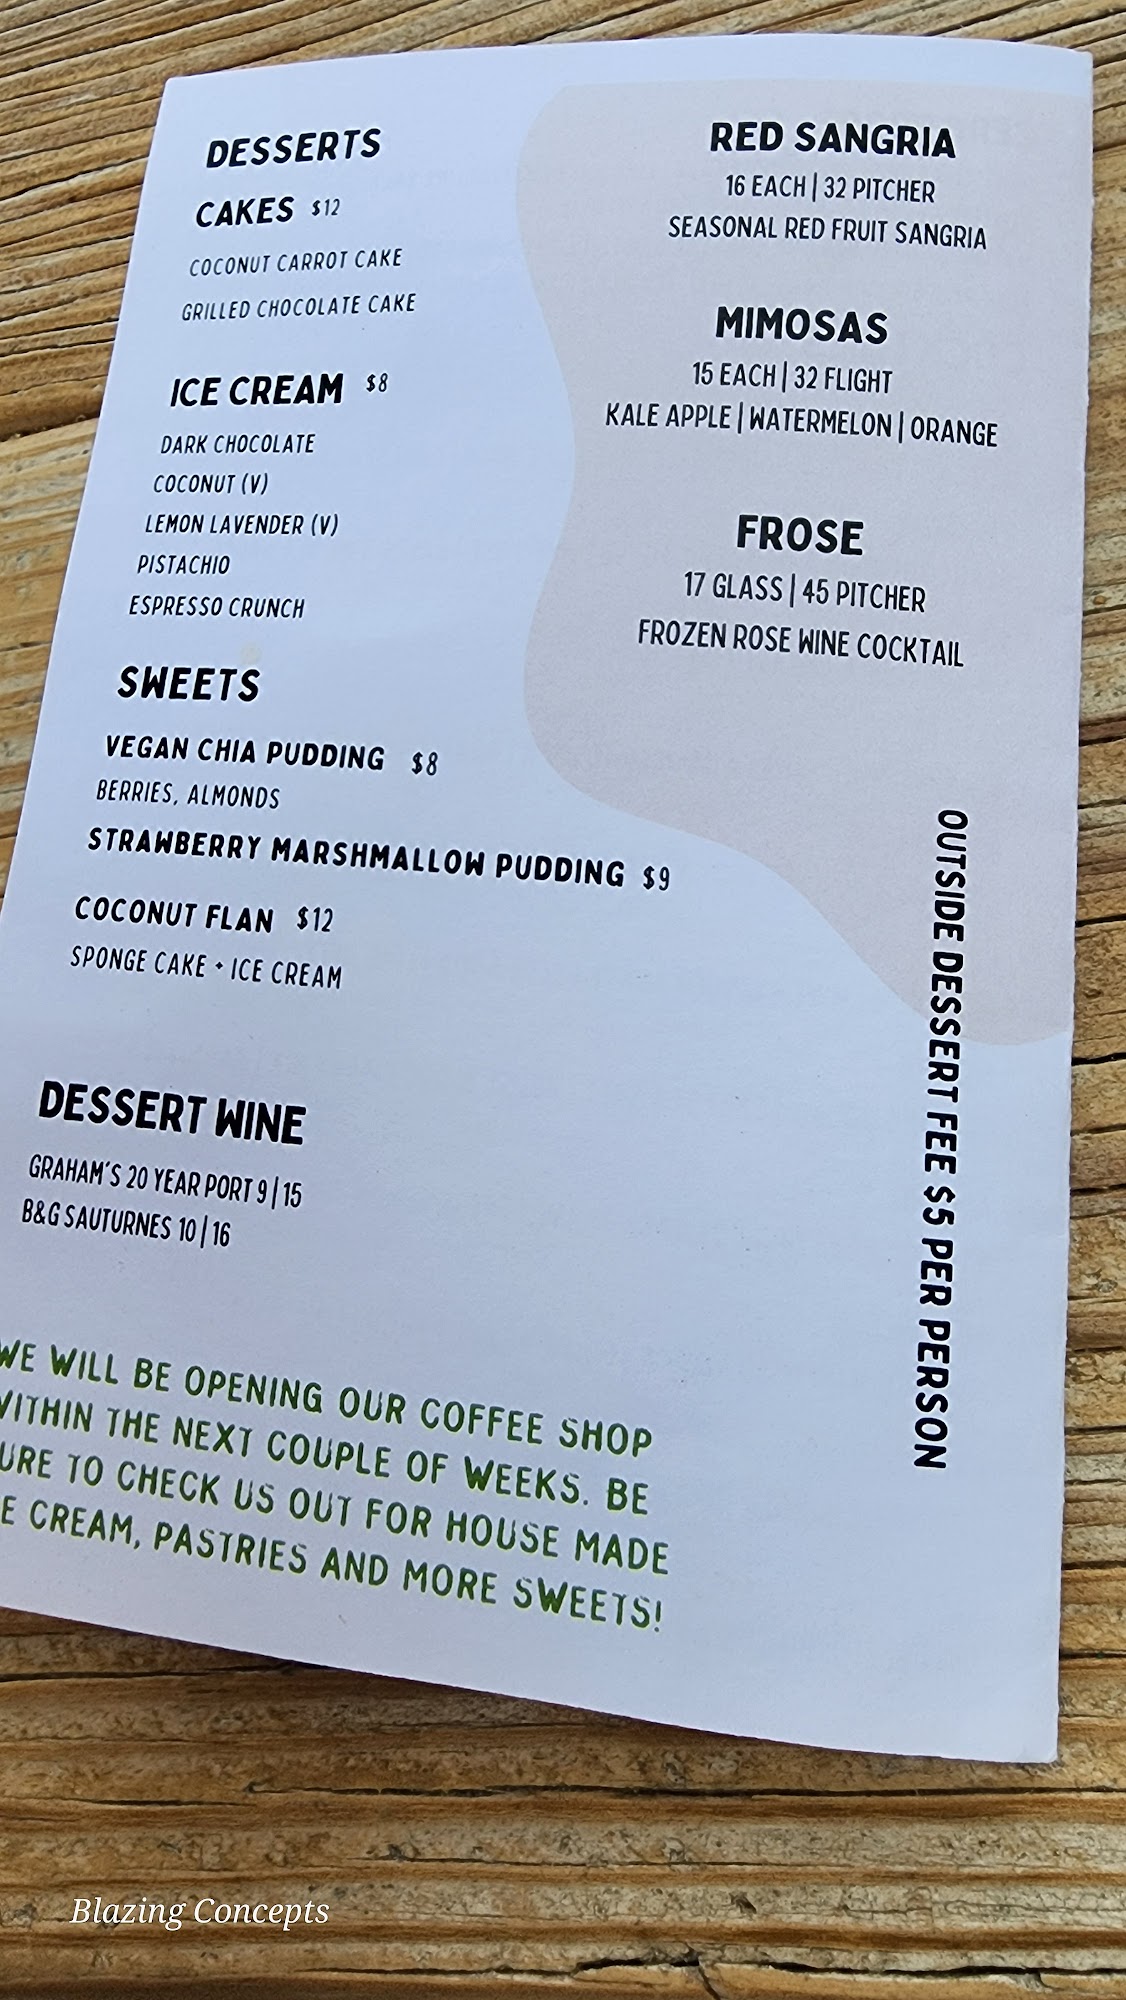 DESSERTS
CAKES $12
COCONUT CARROT CAKE
GRILLED CHOCOLATE CAKE
ICE CREAM $8
DARK CHOCOLATE
COCONUT (V)
LEMON LAVENDER (V)
PISTACHIO
ESPRESSO CRUNCH
SWEETS
VEGAN CHIA PUDDING $8
BERRIES, ALMONDS
STRAWBERRY MARSHMALLOW PUDDING $9
COCONUT FLAN $12
SPONGE CAKE + ICE CREAM
DESSERT WINE
GRAHAM'S 20 YEAR PORT 9 | 15
B&G SAUTURNES 10 | 16
WE WILL BE OPENING OUR COFFEE SHOP
WITHIN THE NEXT COUPLE OF WEEKS. BE
URE TO CHECK US OUT FOR HOUSE MADE
E CREAM, PASTRIES AND MORE SWEETS!
RED SANGRIA
16 EACH | 32 PITCHER
SEASONAL RED FRUIT SANGRIA
MIMOSAS
15 EACH | 32 FLIGHT
KALE APPLE | WATERMELON | ORANGE
FROSE
17 GLASS | 45 PITCHER
FROZEN ROSE WINE COCKTAIL
OUTSIDE DESSERT FEE $5 PER PERSON
Blazing Concepts